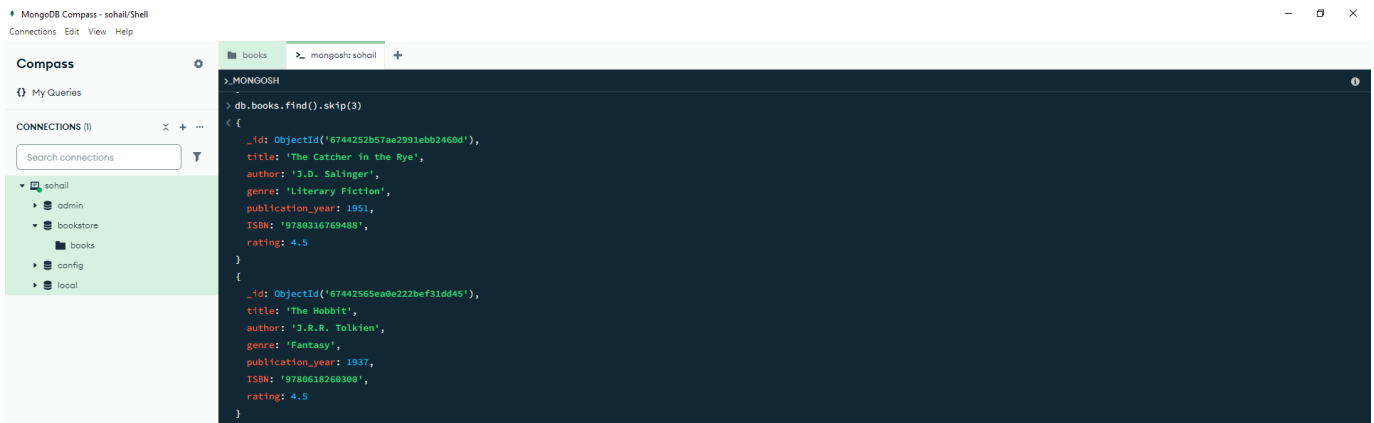 MongoDB Compass - sohail/Shell
Connections Edit View Help
Compass
My Queries
CONNECTIONS (1)
Search connections
sohail
admin
bookstore
books
config
local
books
>_ mongosh: sohail
>_MONGOSH
> db.books.find().skip(3)
< {
_id: ObjectId('6744252b57ae2991ebb2460d'),
title: 'The Catcher in the Rye',
author: 'J.D. Salinger',
genre: 'Literary Fiction',
publication_year: 1951,
ISBN: '9780316769488',
rating: 4.5
}
{
_id: ObjectId('67442565ea0e222bef31dd45'),
title: 'The Hobbit',
author: 'J.R.R. Tolkien',
genre: 'Fantasy',
publication_year: 1937,
ISBN: '9780618260300',
rating: 4.5
}